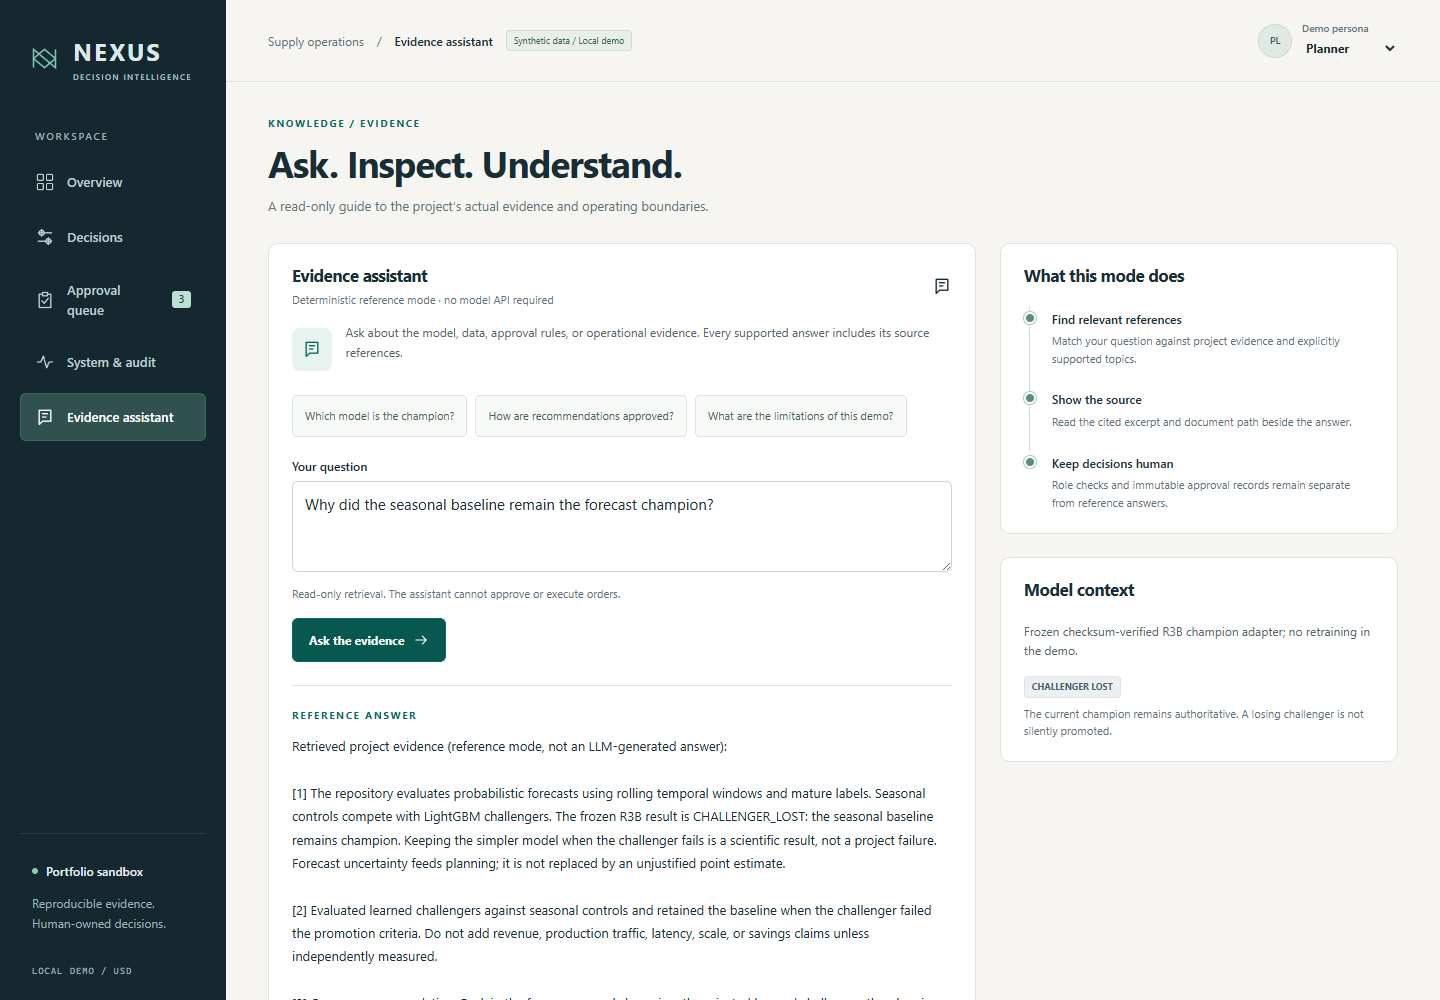 NEXUS
DECISION INTELLIGENCE
WORKSPACE
Overview
Decisions
Approval
queue
3
System & audit
Evidence assistant
Portfolio sandbox
Reproducible evidence.
Human-owned decisions.
LOCAL DEMO / USD
Supply operations / Evidence assistant
Synthetic data / Local demo
PL
Demo persona
Planner
KNOWLEDGE / EVIDENCE
Ask. Inspect. Understand.
A read-only guide to the project's actual evidence and operating boundaries.
Evidence assistant
Deterministic reference mode · no model API required
Ask about the model, data, approval rules, or operational evidence. Every supported answer includes its source
references.
Which model is the champion?
How are recommendations approved?
What are the limitations of this demo?
Your question
Why did the seasonal baseline remain the forecast champion?
Read-only retrieval. The assistant cannot approve or execute orders.
Ask the evidence →
REFERENCE ANSWER
Retrieved project evidence (reference mode, not an LLM-generated answer):
[1] The repository evaluates probabilistic forecasts using rolling temporal windows and mature labels. Seasonal
controls compete with LightGBM challengers. The frozen R3B result is CHALLENGER_LOST: the seasonal baseline
remains champion. Keeping the simpler model when the challenger fails is a scientific result, not a project failure.
Forecast uncertainty feeds planning; it is not replaced by an unjustified point estimate.
[2] Evaluated learned challengers against seasonal controls and retained the baseline when the challenger failed
the promotion criteria. Do not add revenue, production traffic, latency, scale, or savings claims unless
independently measured.
What this mode does
Find relevant references
Match your question against project evidence and explicitly
supported topics.
Show the source
Read the cited excerpt and document path beside the answer.
Keep decisions human
Role checks and immutable approval records remain separate
from reference answers.
Model context
Frozen checksum-verified R3B champion adapter; no retraining in
the demo.
CHALLENGER LOST
The current champion remains authoritative. A losing challenger is not
silently promoted.